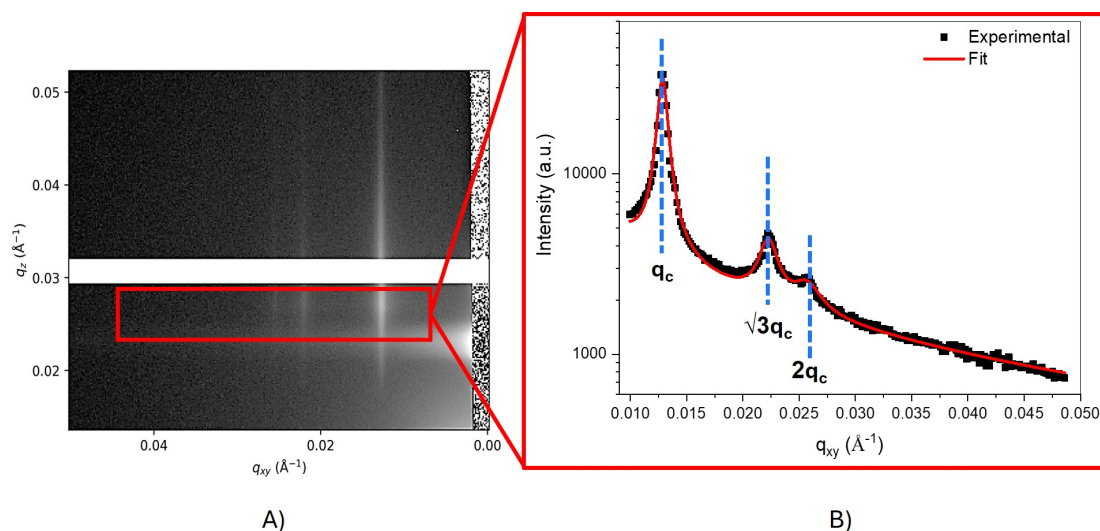 0.05
0.04
0.03
0.02
q_z (Å⁻¹)
0.04
0.02
0.00
q_xy (Å⁻¹)
A)
Experimental
Fit
10000
1000
Intensity (a.u.)
q_c
√3q_c
2q_c
0.010 0.015 0.020 0.025 0.030 0.035 0.040 0.045 0.050
q_xy (Å⁻¹)
B)